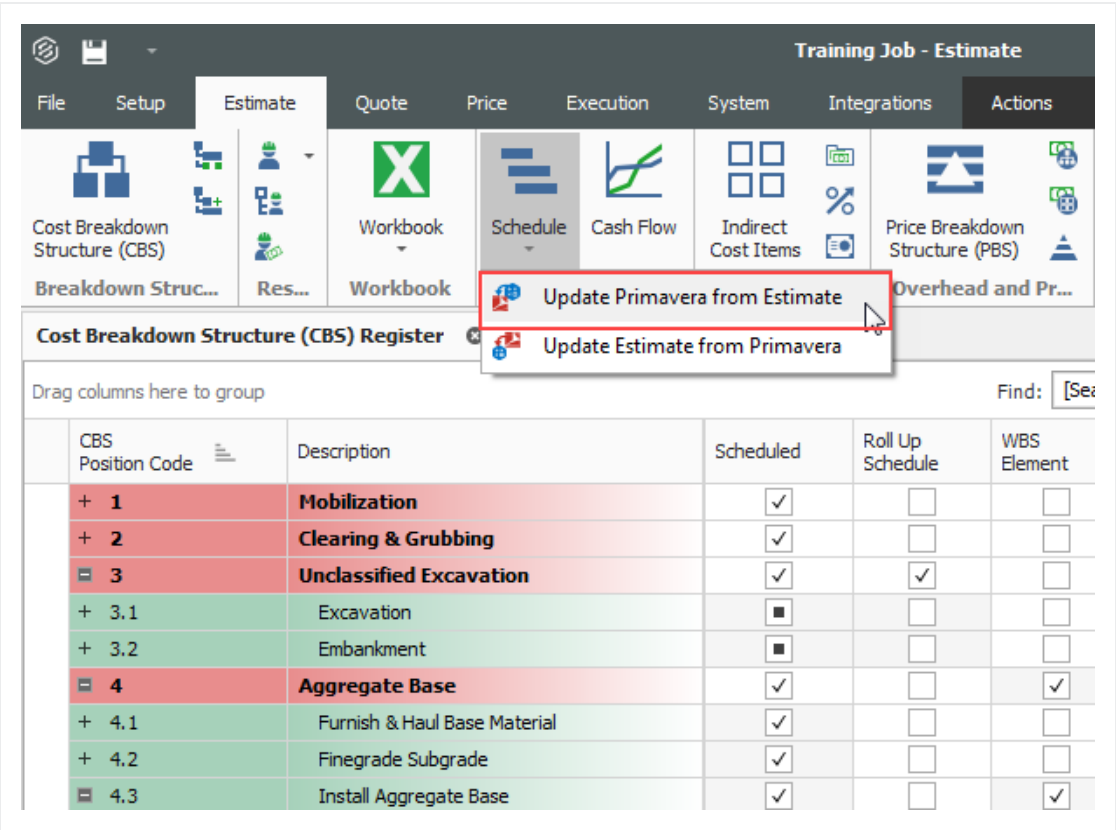 Training Job - Estimate
File Setup Estimate Quote Price Execution System Integrations Actions
Cost Breakdown
Structure (CBS)
Workbook
Schedule
Cash Flow
Indirect
Cost Items
Price Breakdown
Structure (PBS)
Breakdown Struc... Res... Workbook Overhead and Pr...
Update Primavera from Estimate
Update Estimate from Primavera
Cost Breakdown Structure (CBS) Register
Drag columns here to group Find: [Sea
CBS
Position Code
Description
Scheduled
Roll Up
Schedule
WBS
Element
+ 1 Mobilization
+ 2 Clearing & Grubbing
3 Unclassified Excavation
+ 3.1 Excavation
+ 3.2 Embankment
4 Aggregate Base
+ 4.1 Furnish & Haul Base Material
+ 4.2 Finegrade Subgrade
4.3 Install Aggregate Base